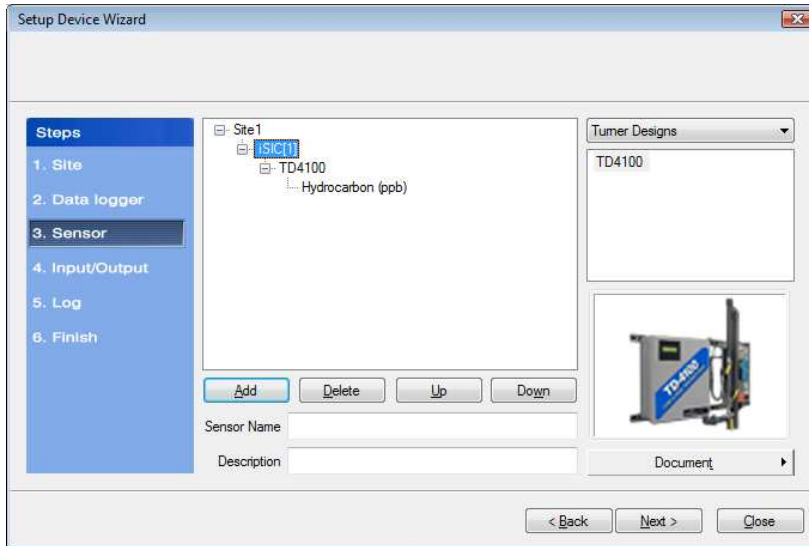 Setup Device Wizard
Steps
1. Site
2. Data logger
3. Sensor
4. Input/Output
5. Log
6. Finish
Site1
iSIC[1]
TD4100
Hydrocarbon (ppb)
Add
Delete
Up
Down
Sensor Name
Description
Turner Designs
TD4100
TD4100
Document
< Back
Next >
Close